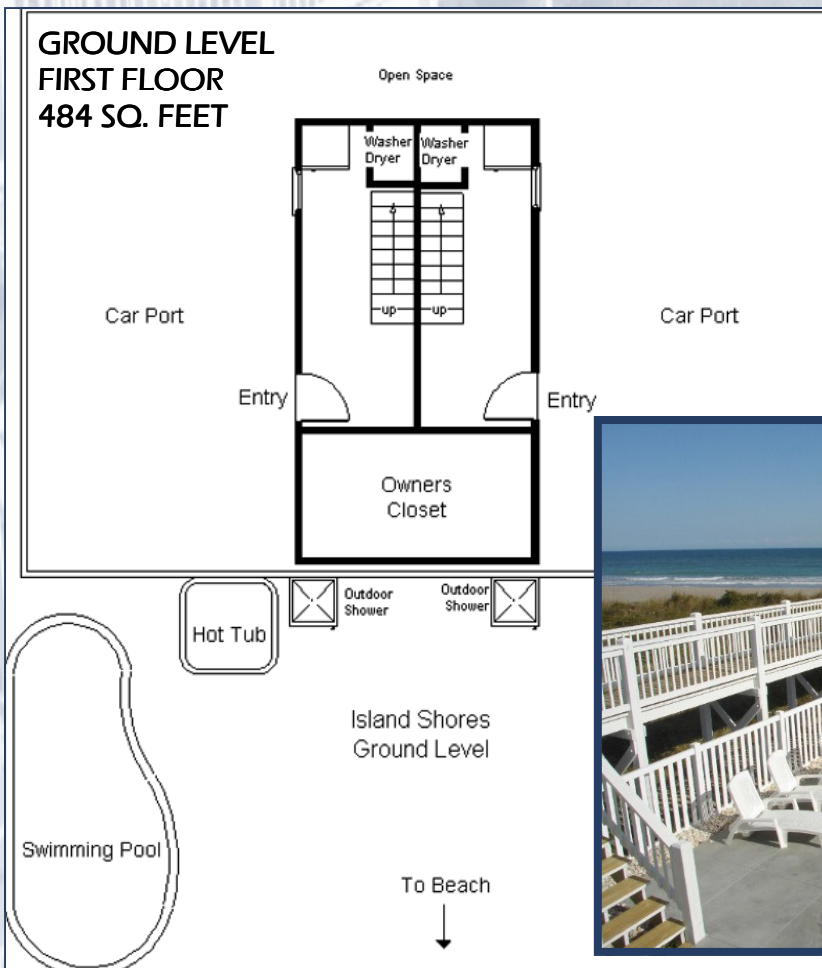 GROUND LEVEL
FIRST FLOOR
484 SQ. FEET
Open Space
Washer
Dryer
Washer
Dryer
up
up
Car Port
Car Port
Entry
Entry
Owners
Closet
Outdoor
Shower
Outdoor
Shower
Hot Tub
Island Shores
Ground Level
Swimming Pool
To Beach